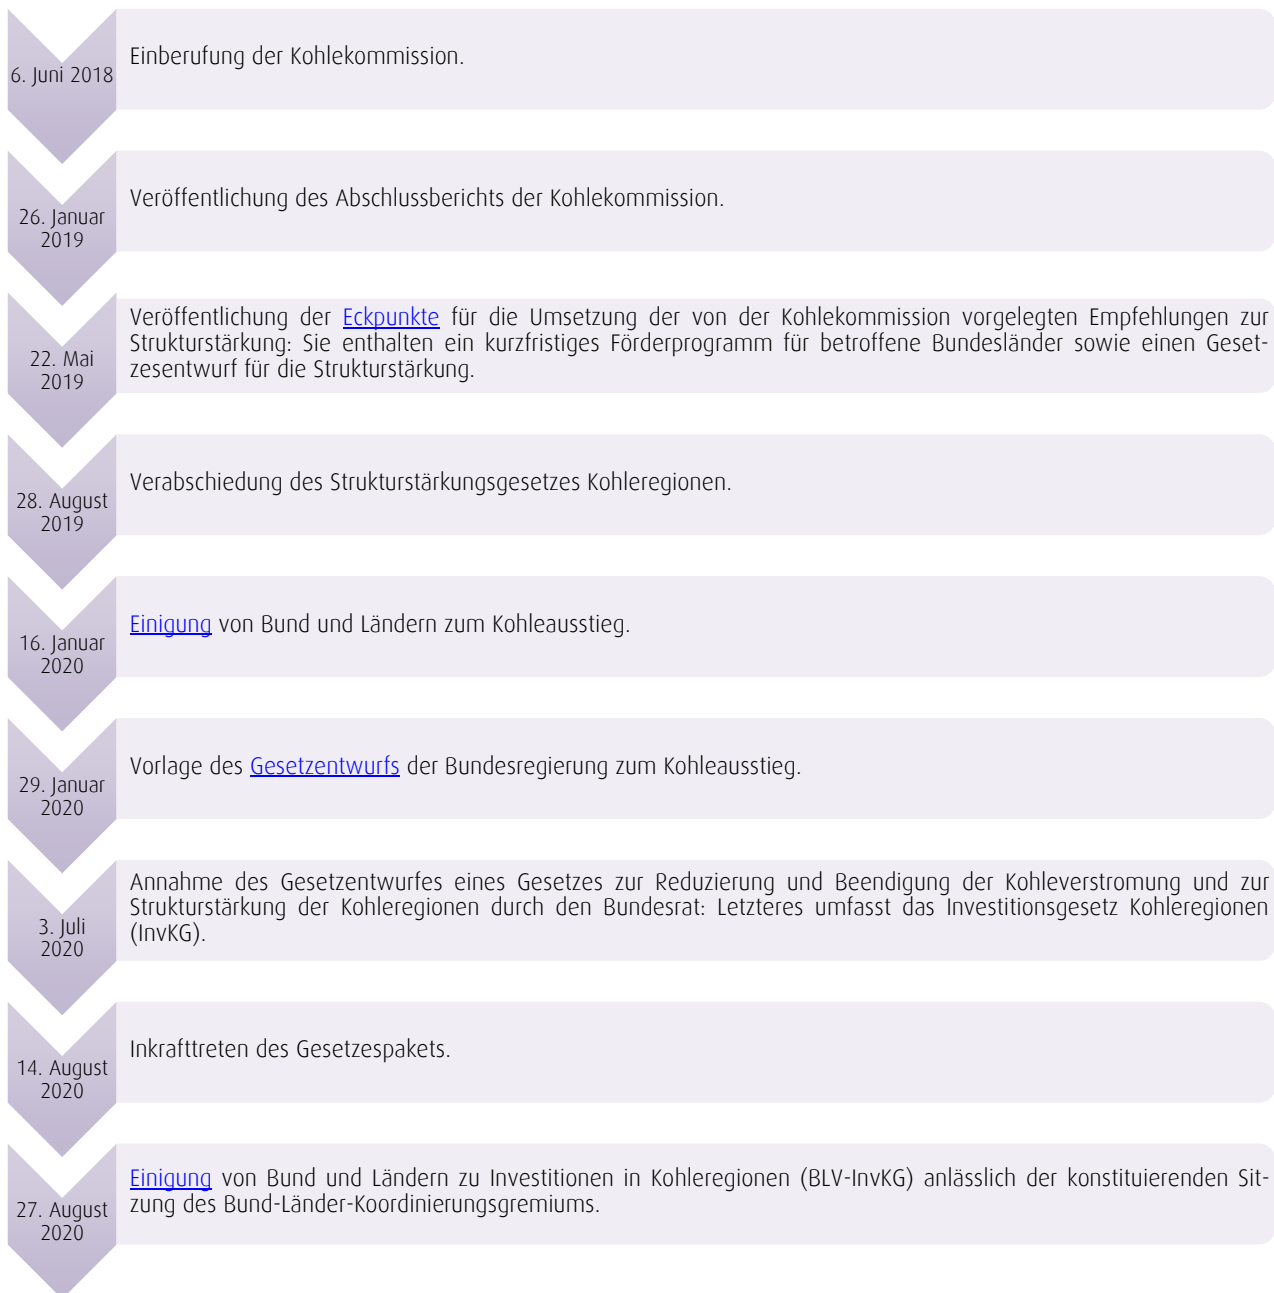 6. Juni 2018
Einberufung der Kohlekommission.
26. Januar
2019
Veröffentlichung des Abschlussberichts der Kohlekommission.
22. Mai
2019
Veröffentlichung der Eckpunkte für die Umsetzung der von der Kohlekommission vorgelegten Empfehlungen zur
Strukturstärkung: Sie enthalten ein kurzfristiges Förderprogramm für betroffene Bundesländer sowie einen Geset-
zesentwurf für die Strukturstärkung.
28. August
2019
Verabschiedung des Strukturstärkungsgesetzes Kohleregionen.
16. Januar
2020
Einigung von Bund und Ländern zum Kohleausstieg.
29. Januar
2020
Vorlage des Gesetzentwurfs der Bundesregierung zum Kohleausstieg.
3. Juli
2020
Annahme des Gesetzentwurfes eines Gesetzes zur Reduzierung und Beendigung der Kohleverstromung und zur
Strukturstärkung der Kohleregionen durch den Bundesrat: Letzteres umfasst das Investitionsgesetz Kohleregionen
(InvKG).
14. August
2020
Inkrafttreten des Gesetzespakets.
27. August
2020
Einigung von Bund und Ländern zu Investitionen in Kohleregionen (BLV-InvKG) anlässlich der konstituierenden Sit-
zung des Bund-Länder-Koordinierungsgremiums.